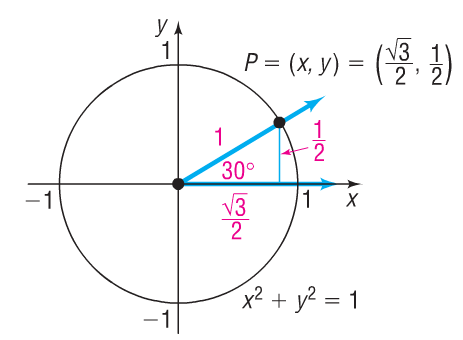 y
1
P = (x, y) = (√3/2, 1/2)
1
1/2
30°
−1
√3/2
1
x
x² + y² = 1
−1